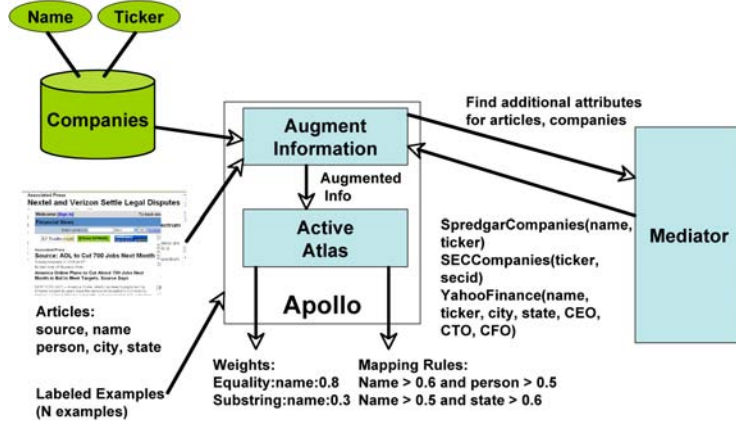 Name
Ticker
Companies
Augment
Information
Find additional attributes
for articles, companies
Augmented
Info
Active
Atlas
Apollo
Mediator
SpredgarCompanies(name,
ticker)
SECCompanies(ticker,
secid)
YahooFinance(name,
ticker, city, state, CEO,
CTO, CFO)
Associated Press
Nextel and Verizon Settle Legal Disputes
Welcome
Financial News
Source: AOL to Cut 700 Jobs Next Month
America Online Plans to Cut About 700 Jobs Next
Month in Bid to Meet Targets, Source Says
Articles:
source, name
person, city, state
Labeled Examples
(N examples)
Weights:
Equality:name:0.8
Substring:name:0.3
Mapping Rules:
Name > 0.6 and person > 0.5
Name > 0.5 and state > 0.6